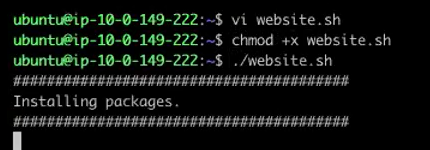 ubuntu@ip-10-0-149-222:~$ vi website.sh
ubuntu@ip-10-0-149-222:~$ chmod +x website.sh
ubuntu@ip-10-0-149-222:~$ ./website.sh
########################################
Installing packages.
########################################